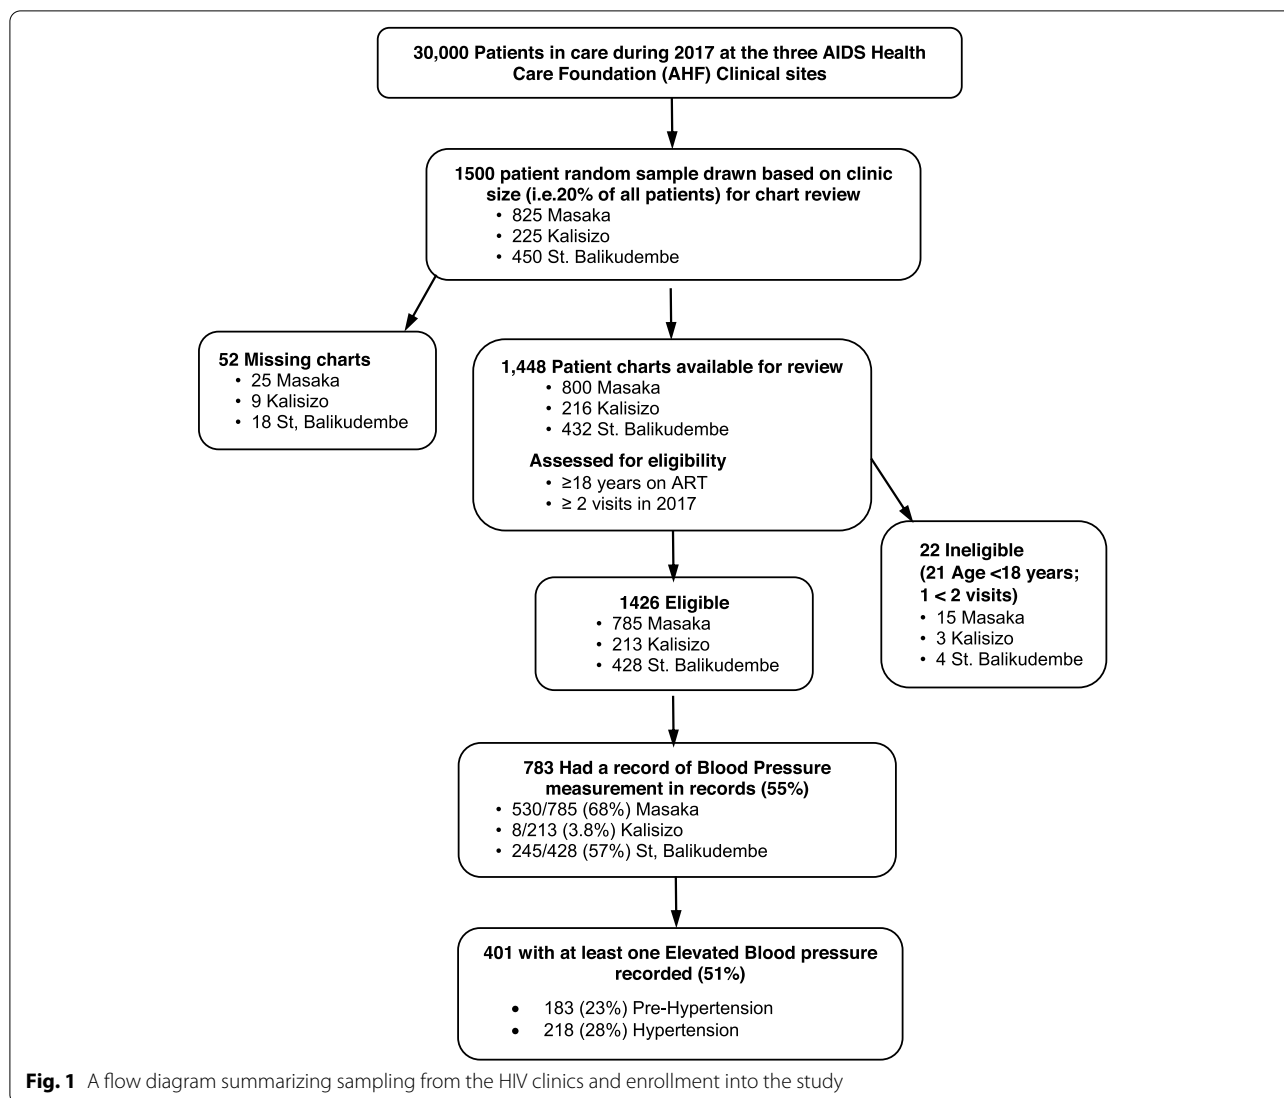 30,000 Patients in care during 2017 at the three AIDS Health
Care Foundation (AHF) Clinical sites
1500 patient random sample drawn based on clinic
size (i.e.20% of all patients) for chart review
• 825 Masaka
• 225 Kalisizo
• 450 St. Balikudembe
52 Missing charts
• 25 Masaka
• 9 Kalisizo
• 18 St, Balikudembe
1,448 Patient charts available for review
• 800 Masaka
• 216 Kalisizo
• 432 St. Balikudembe
Assessed for eligibility
• ≥18 years on ART
• ≥ 2 visits in 2017
22 Ineligible
(21 Age <18 years;
1 < 2 visits)
• 15 Masaka
• 3 Kalisizo
• 4 St. Balikudembe
1426 Eligible
• 785 Masaka
• 213 Kalisizo
• 428 St. Balikudembe
783 Had a record of Blood Pressure
measurement in records (55%)
• 530/785 (68%) Masaka
• 8/213 (3.8%) Kalisizo
• 245/428 (57%) St, Balikudembe
401 with at least one Elevated Blood pressure
recorded (51%)
• 183 (23%) Pre-Hypertension
• 218 (28%) Hypertension
Fig. 1 A flow diagram summarizing sampling from the HIV clinics and enrollment into the study